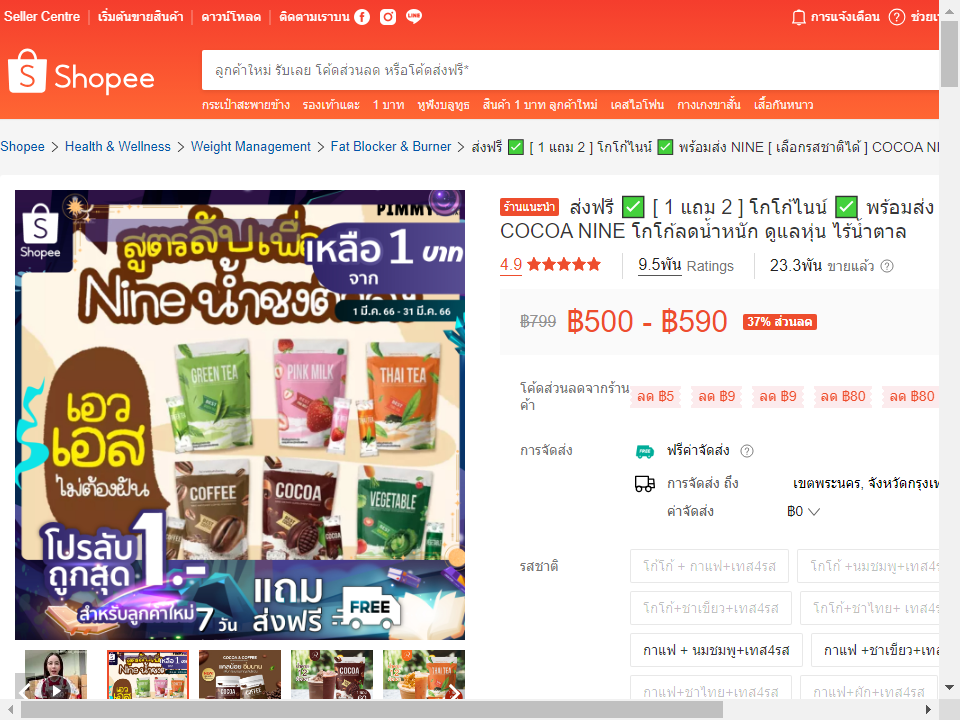 Seller Centre
เริ่มต้นขายสินค้า
ดาวน์โหลด
ติดตามเราบน
การแจ้งเตือน
Shopee
ลูกค้าใหม่ รับเลย โค้ดส่วนลด หรือโค้ดส่งฟรี*
กระเป๋าสะพายข้าง รองเท้าแตะ 1 บาท หูฟังบลูทูธ สินค้า 1 บาท ลูกค้าใหม่ เคสไอโฟน กางเกงขาสั้น เสื้อกันหนาว
Shopee > Health & Wellness > Weight Management > Fat Blocker & Burner > ส่งฟรี ✅ [ 1 แถม 2 ] โกโก้ไนน์ ✅ พร้อมส่ง NINE [ เลือกรสชาติได้ ] COCOA
Shopee
สูตรลับ
เหลือ 1 บาท
จาก
Nine น้ำชง
1 มี.ค. 66 - 31 มี.ค. 66
GREEN TEA
PINK MILK
THAI TEA
เอว
เอส
ไม่ต้องฝัน
COFFEE
COCOA
VEGETABLE
โปรลับ
ถูกสุด 1.-
สำหรับลูกค้าใหม่ 7 วัน
แถม
ส่งฟรี
FREE
ร้านแนะนำ ส่งฟรี ✅ [ 1 แถม 2 ] โกโก้ไนน์ ✅ พร้อมส่ง
COCOA NINE โกโก้ลดน้ำหนัก ดูแลหุ่น ไร้น้ำตาล
4.9
9.5พัน Ratings
23.3พัน ขายแล้ว
฿799 ฿500 - ฿590 37% ส่วนลด
โค้ดส่วนลดจากร้าน
ค้า
ลด ฿5 ลด ฿9 ลด ฿9 ลด ฿80 ลด ฿80
การจัดส่ง
ฟรีค่าจัดส่ง
การจัดส่ง ถึง
เขตพระนคร, จังหวัดกรุงเท
ค่าจัดส่ง
฿0
รสชาติ
โกโก้ + กาแฟ+เทส4รส
โกโก้ +นมชมพู+เทส4
โกโก้+ชาเขียว+เทส4รส
โกโก้+ชาไทย+ เทส4ร
กาแฟ + นมชมพู+เทส4รส
กาแฟ +ชาเขียว+เท
กาแฟ+ชาไทย+เทส4รส
กาแฟ+ผัก+เทส4รส